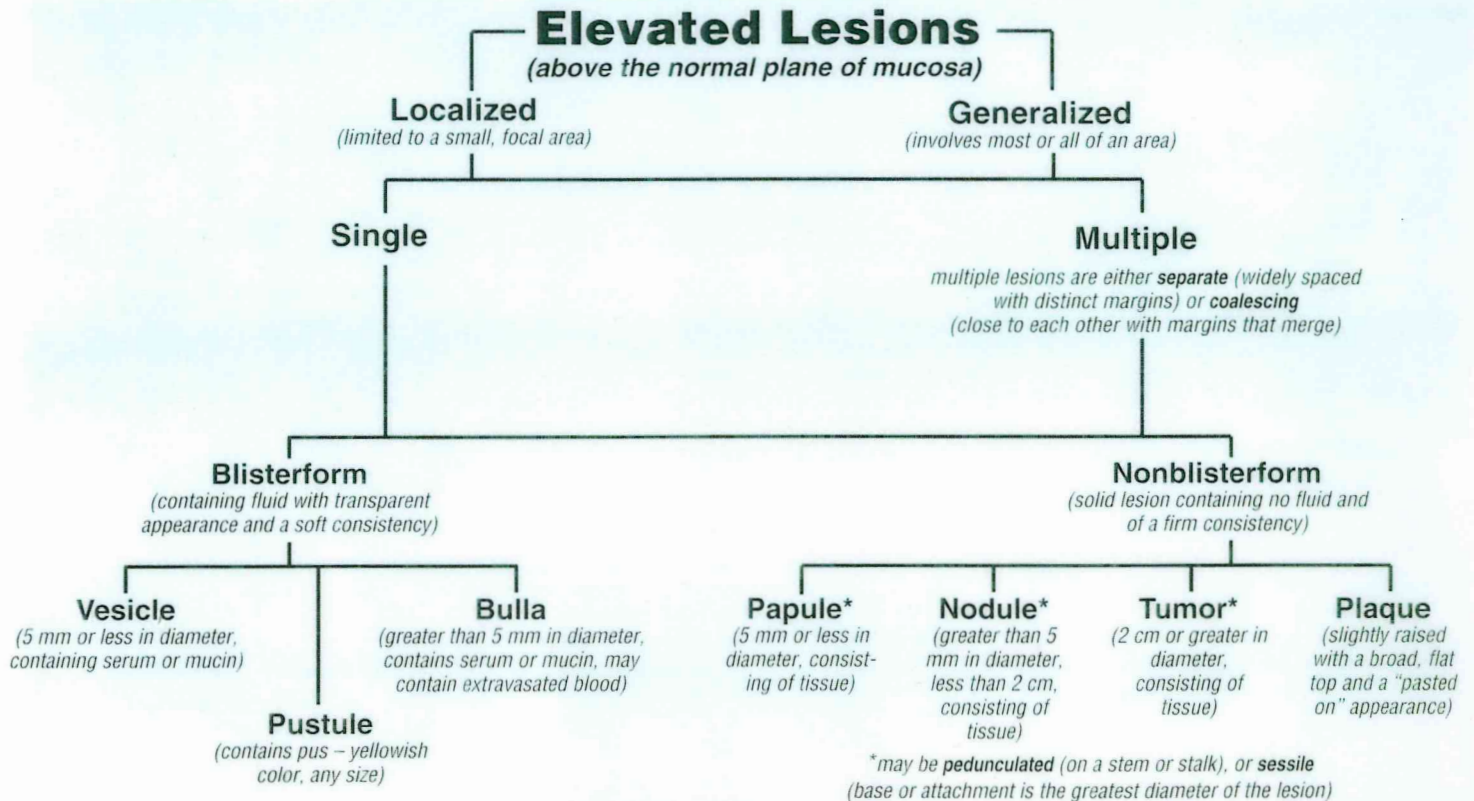 Elevated Lesions
(above the normal plane of mucosa)
Localized
(limited to a small, focal area)
Generalized
(involves most or all of an area)
Single
Multiple
multiple lesions are either separate (widely spaced
with distinct margins) or coalescing
(close to each other with margins that merge)
Blisterform
(containing fluid with transparent
appearance and a soft consistency)
Nonblisterform
(solid lesion containing no fluid and
of a firm consistency)
Vesicle
(5 mm or less in diameter,
containing serum or mucin)
Pustule
(contains pus – yellowish
color, any size)
Bulla
(greater than 5 mm in diameter,
contains serum or mucin, may
contain extravasated blood)
Papule*
(5 mm or less in
diameter, consist-
ing of tissue)
Nodule*
(greater than 5
mm in diameter,
less than 2 cm,
consisting of
tissue)
Tumor*
(2 cm or greater in
diameter,
consisting of
tissue)
Plaque
(slightly raised
with a broad, flat
top and a “pasted
on” appearance)
*may be pedunculated (on a stem or stalk), or sessile
(base or attachment is the greatest diameter of the lesion)